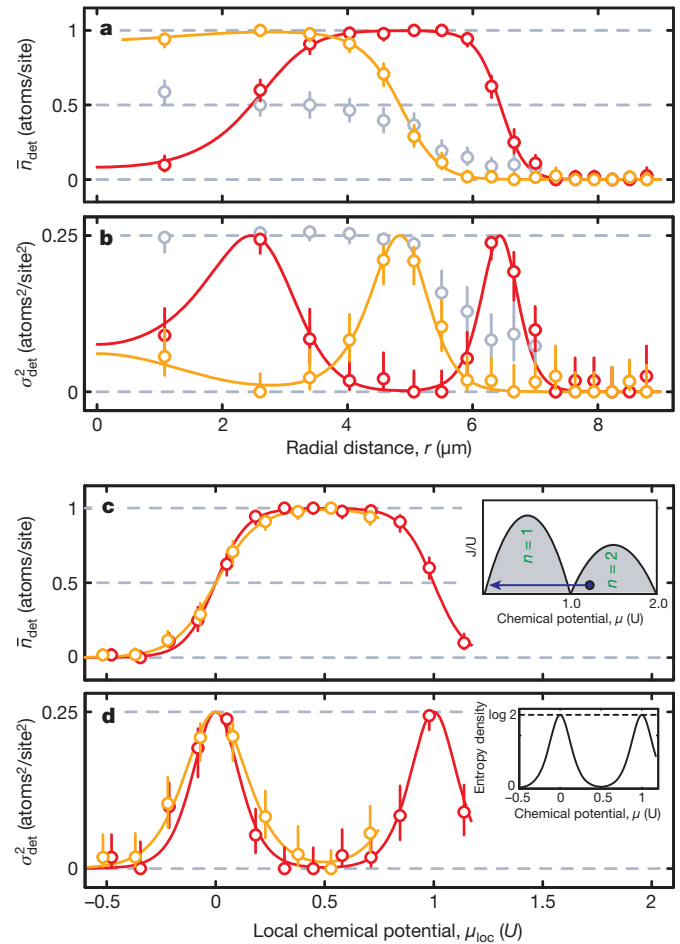 a
1
0.5
0
n̄det (atoms/site)
b
0.25
0
σ²det (atoms²/site²)
0
2
4
6
8
Radial distance, r (μm)
c
1
0.5
0
n̄det (atoms/site)
J/U
n = 1
n = 2
1.0
2.0
Chemical potential, μ (U)
d
0.25
0
σ²det (atoms²/site²)
Entropy density
log 2
0
−0.5
0
1
Chemical potential, μ (U)
−0.5
0
0.5
1
1.5
2
Local chemical potential, μloc (U)